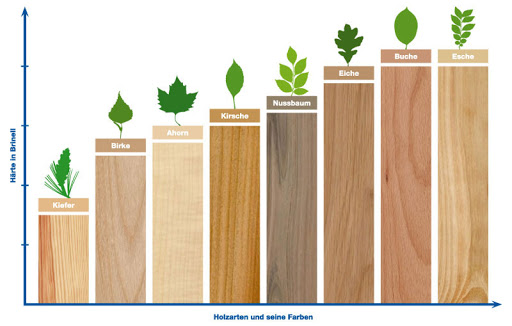 Härte in Brinell
Kiefer
Birke
Ahorn
Kirsche
Nussbaum
Eiche
Buche
Esche
Holzarten und seine Farben